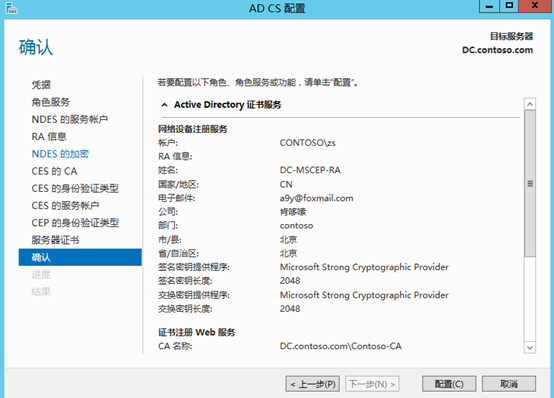 AD CS 配置
确认
目标服务器
DC.contoso.com
凭据
角色服务
NDES 的服务帐户
RA 信息
NDES 的加密
CES 的 CA
CES 的身份验证类型
CES 的服务帐户
CEP 的身份验证类型
服务器证书
确认
进度
结果
若要配置以下角色、角色服务或功能，请单击"配置"。
Active Directory 证书服务
网络设备注册服务
帐户: CONTOSO\zs
RA 信息:
姓名: DC-MSCEP-RA
国家/地区: CN
电子邮件: a9y@foxmail.com
公司: 肯哆嗦
部门: contoso
市/县: 北京
省/自治区: 北京
签名密钥提供程序: Microsoft Strong Cryptographic Provider
签名密钥长度: 2048
交换密钥提供程序: Microsoft Strong Cryptographic Provider
交换密钥长度: 2048
证书注册 Web 服务
CA 名称: DC.contoso.com\Contoso-CA
< 上一步(P) 下一步(N) > 配置(C) 取消